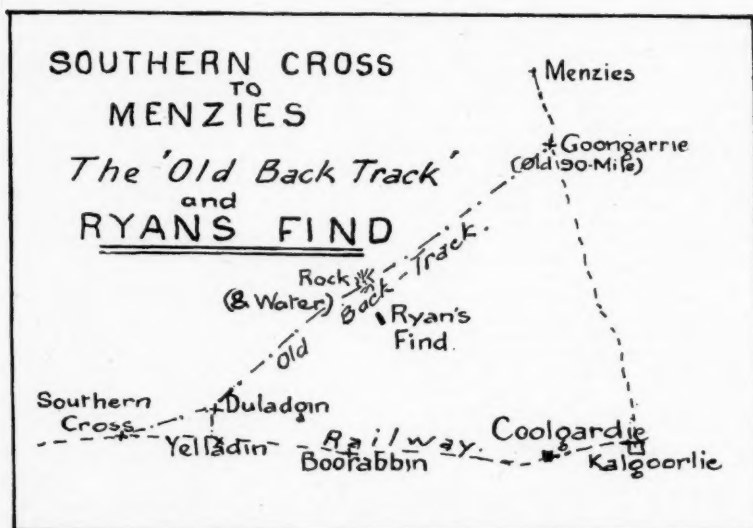 SOUTHERN CROSS
TO
MENZIES
The 'Old Back Track'
and
RYANS FIND
Menzies
Goongarrie
(Old 90-Mile)
Rock
(& Water)
Old Back Track.
Ryan's
Find
Southern
Cross
Duladgin
Yelladin
Boorabbin
Railway.
Coolgardie
Kalgoorlie